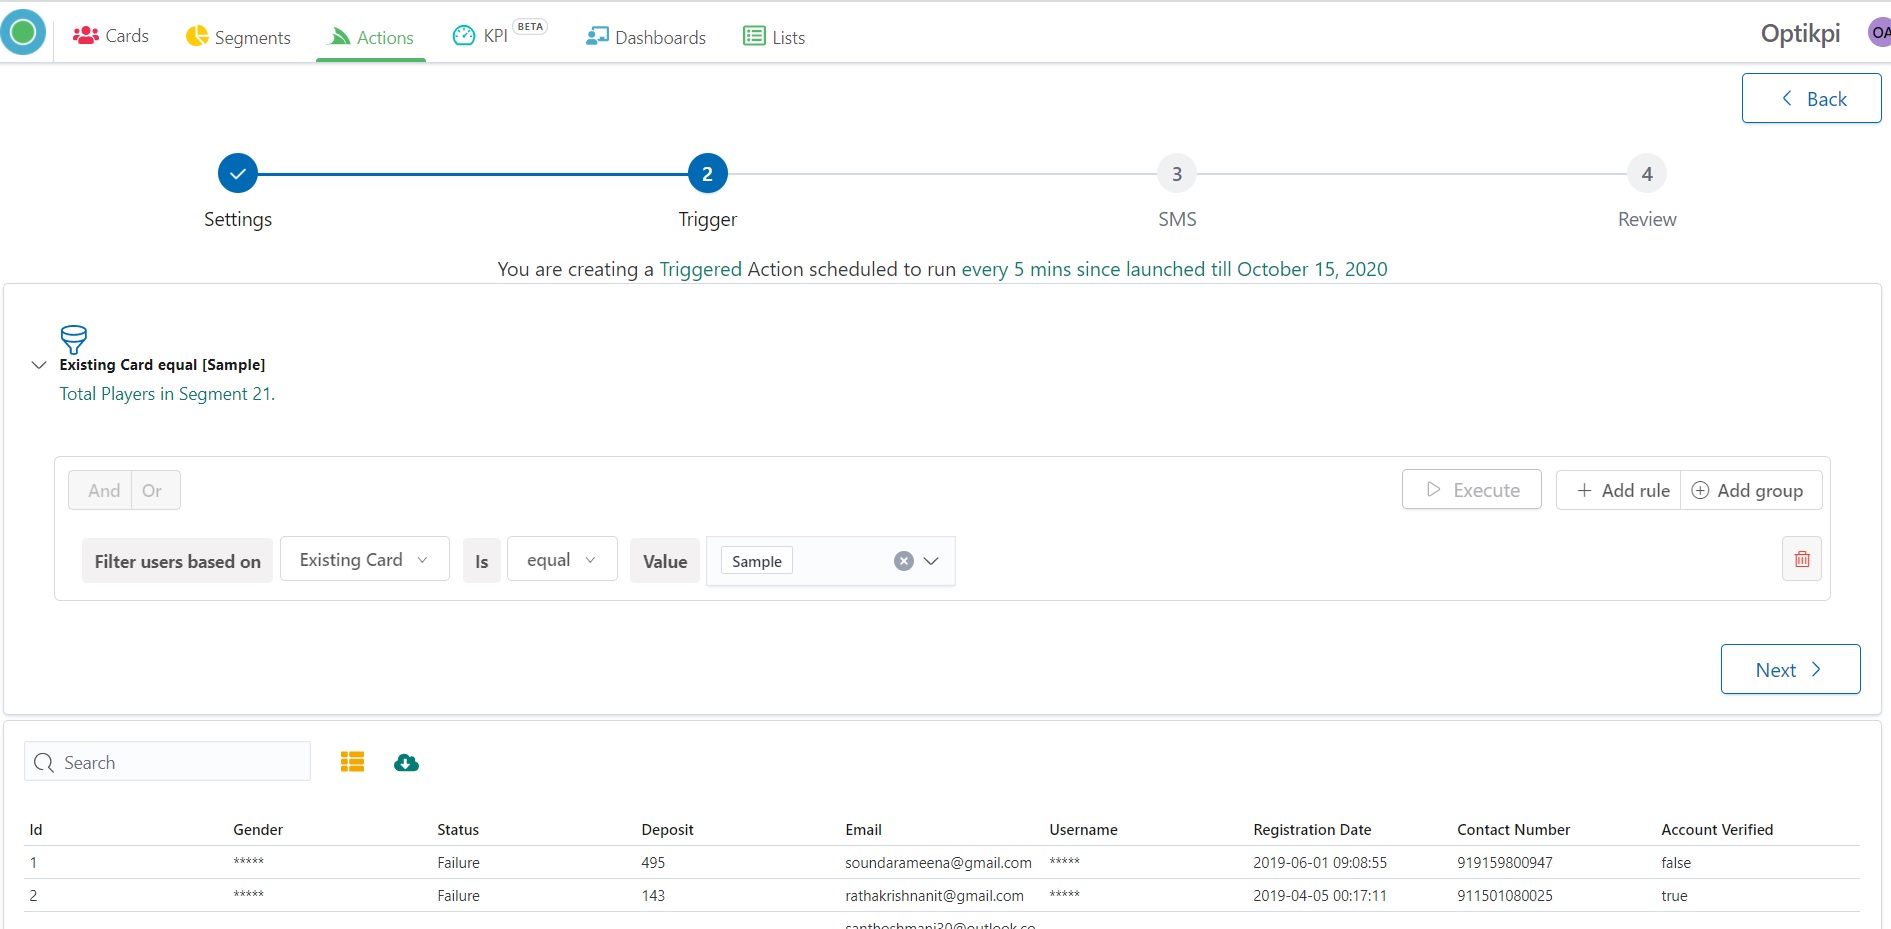 Cards Segments Actions KPI BETA Dashboards Lists Optikpi OA
Back
2 3 4
Settings Trigger SMS Review
You are creating a Triggered Action scheduled to run every 5 mins since launched till October 15, 2020
Existing Card equal [Sample]
Total Players in Segment 21.
And Or Execute Add rule Add group
Filter users based on Existing Card Is equal Value Sample
Next
Search
Id Gender Status Deposit Email Username Registration Date Contact Number Account Verified
1 ***** Failure 495 soundarameena@gmail.com ***** 2019-06-01 09:08:55 919159800947 false
2 ***** Failure 143 rathakrishnanit@gmail.com ***** 2019-04-05 00:17:11 911501080025 true